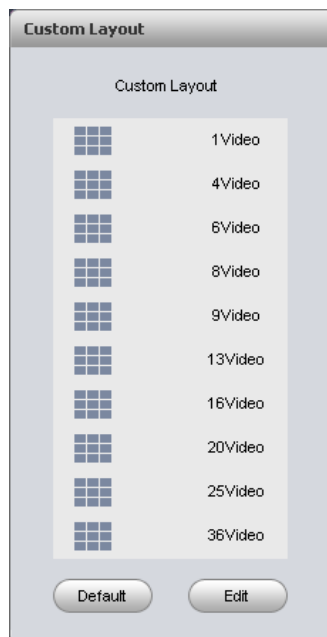 Custom Layout
Custom Layout
1Video
4Video
6Video
8Video
9Video
13Video
16Video
20Video
25Video
36Video
Default Edit